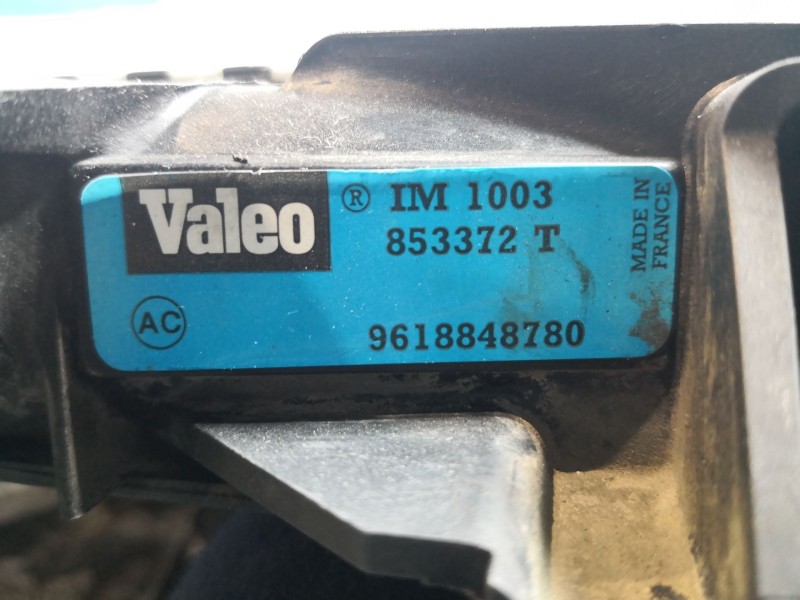 Valeo ® IM 1003
853372 T
MADE IN
FRANCE
AC
9618848780